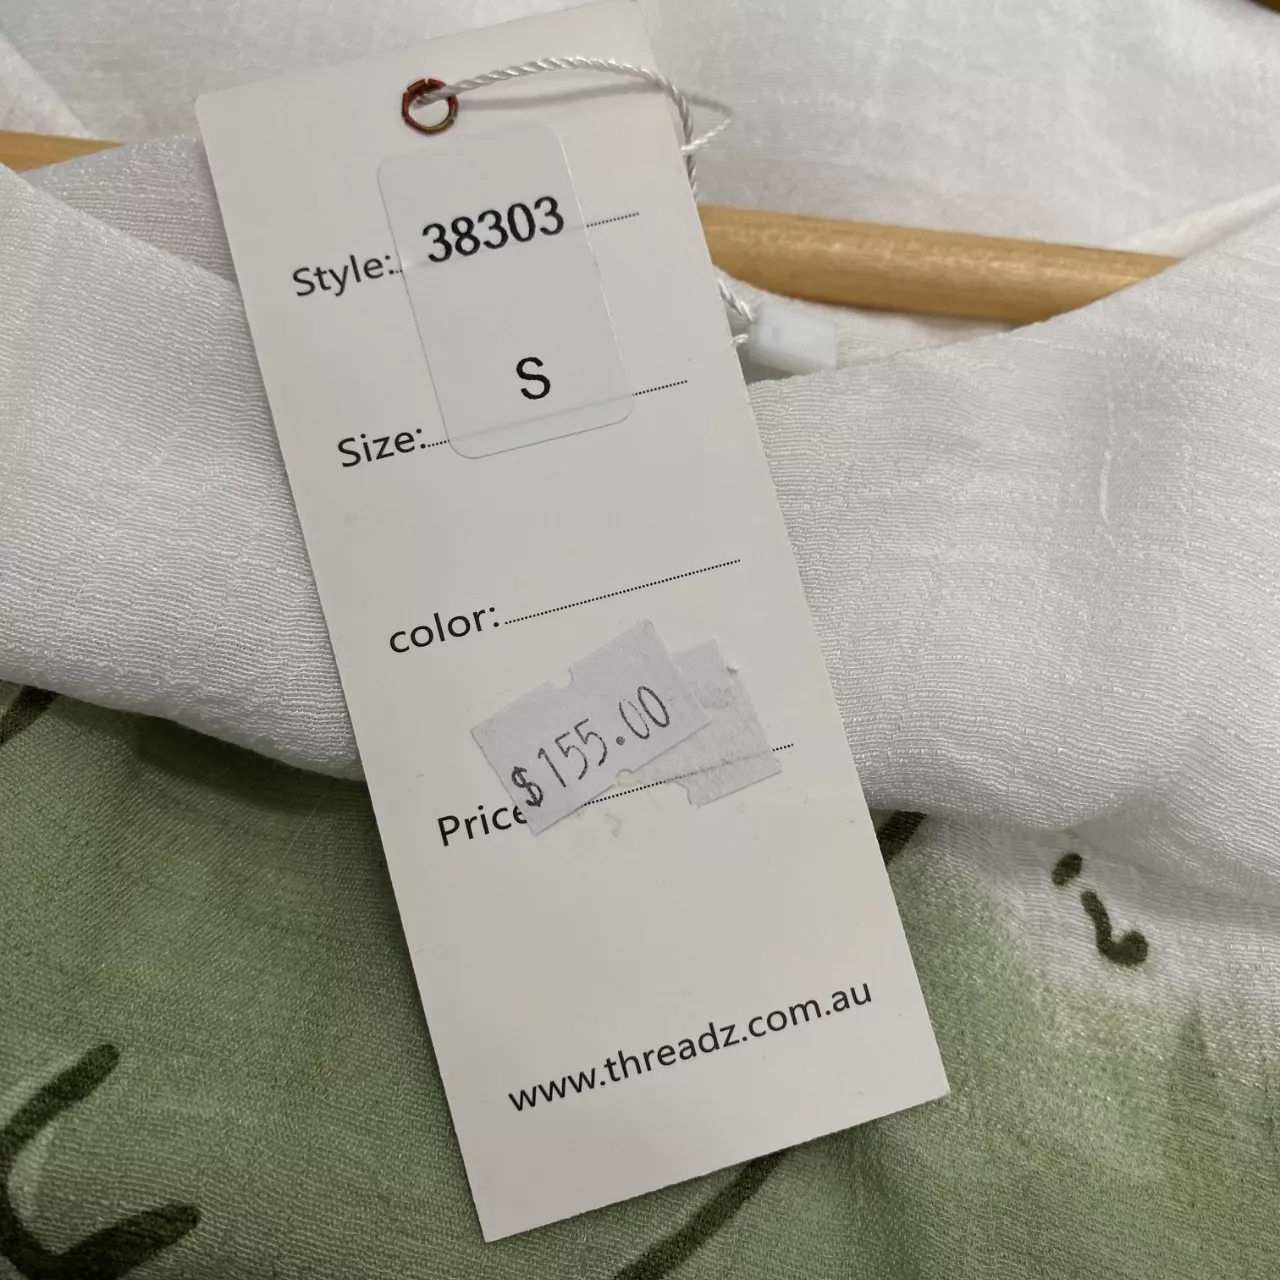 Style: 38303
S
Size:
color:
$155.00
Price
www.threadz.com.au